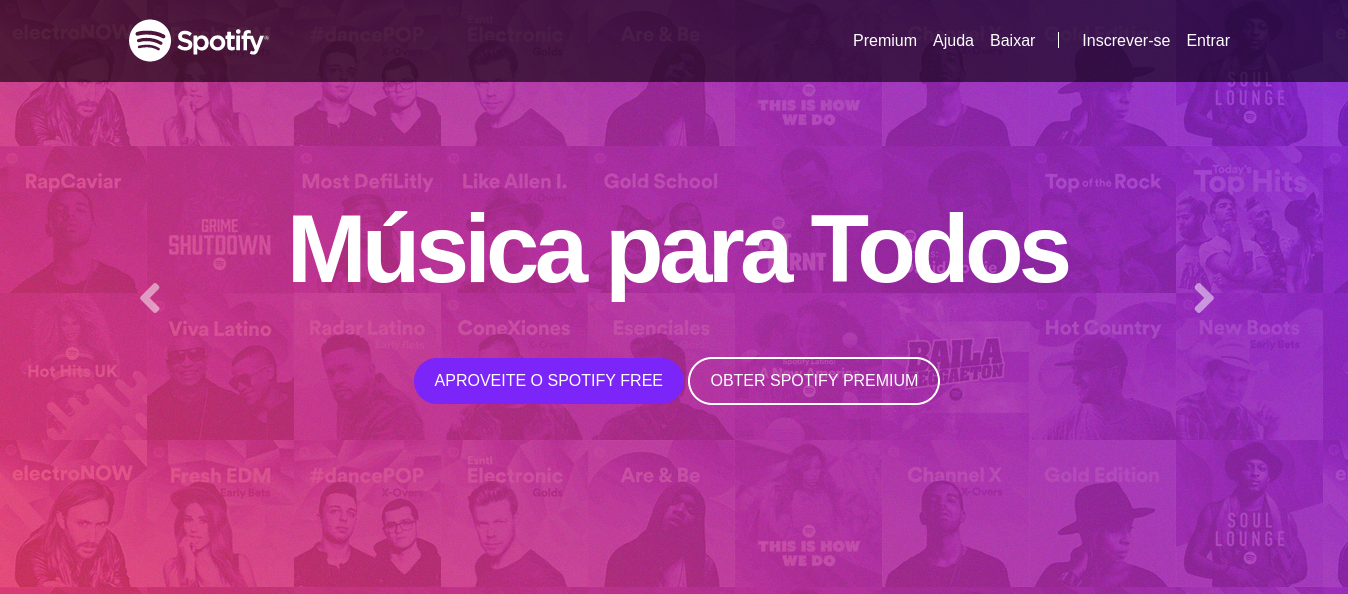 Spotify®
Premium Ajuda Baixar | Inscrever-se Entrar
electroNOW
#dancePOP
Esntl
Electronic
Golds
Are & Be
THIS IS HOW
WE DO
SOUL
LOUNGE
RapCaviar
GRIME
SHUTDOWN
Most DefiLitly
Like Allen I.
X-Overs
Gold School
Top of the Rock
Today's
Top Hits
Música para Todos
Hot Hits UK
Viva Latino
Radar Latino
Early Bets
ConeXiones
X-Overs
Esenciales
BAILA
REGGAETON
Hot Country
New Boots
Early Bets
APROVEITE O SPOTIFY FREE
OBTER SPOTIFY PREMIUM
electroNOW
Fresh EDM
Early Bets
#dancePOP
X-Overs
Esntl
Electronic
Golds
Are & Be
THIS IS HOW
WE DO
Channel X
X-Overs
Gold Edition
SOUL
LOUNGE